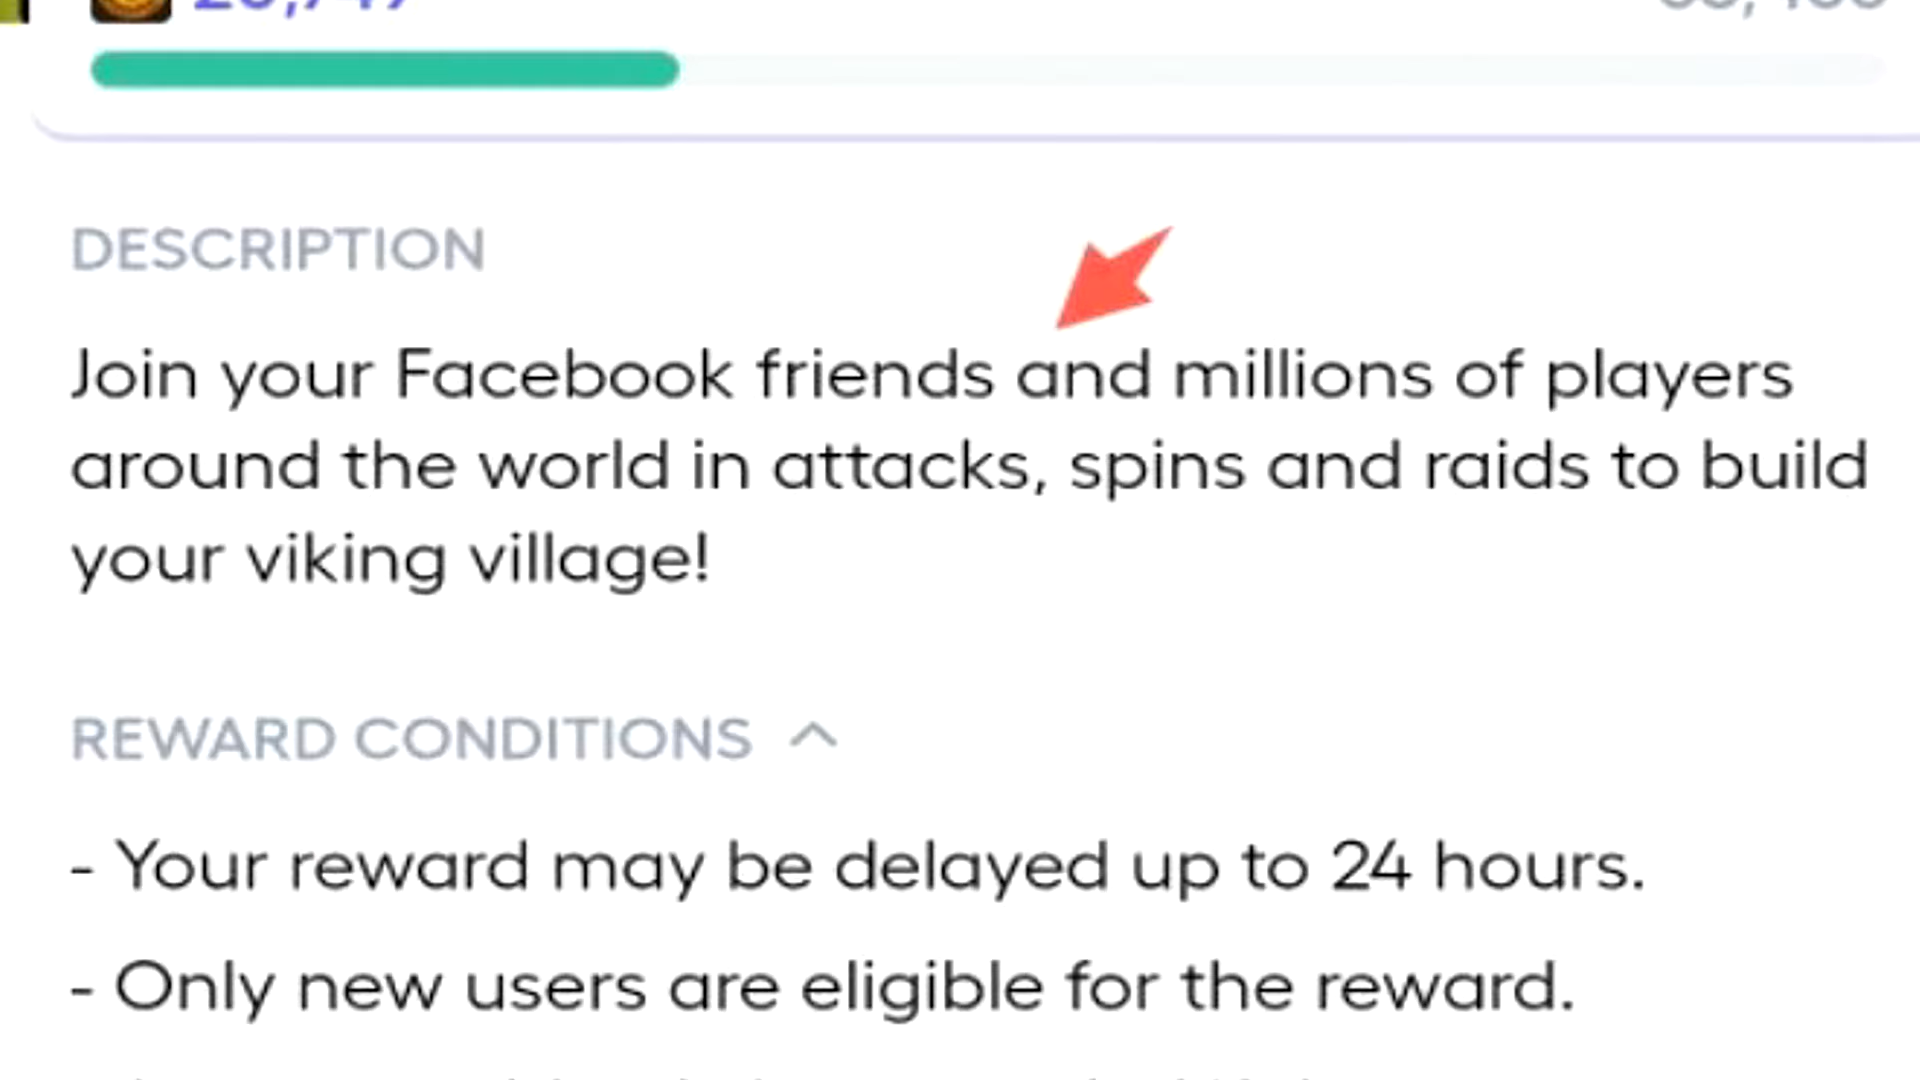 DESCRIPTION
Join your Facebook friends and millions of players
around the world in attacks, spins and raids to build
your viking village!
REWARD CONDITIONS
- Your reward may be delayed up to 24 hours.
- Only new users are eligible for the reward.